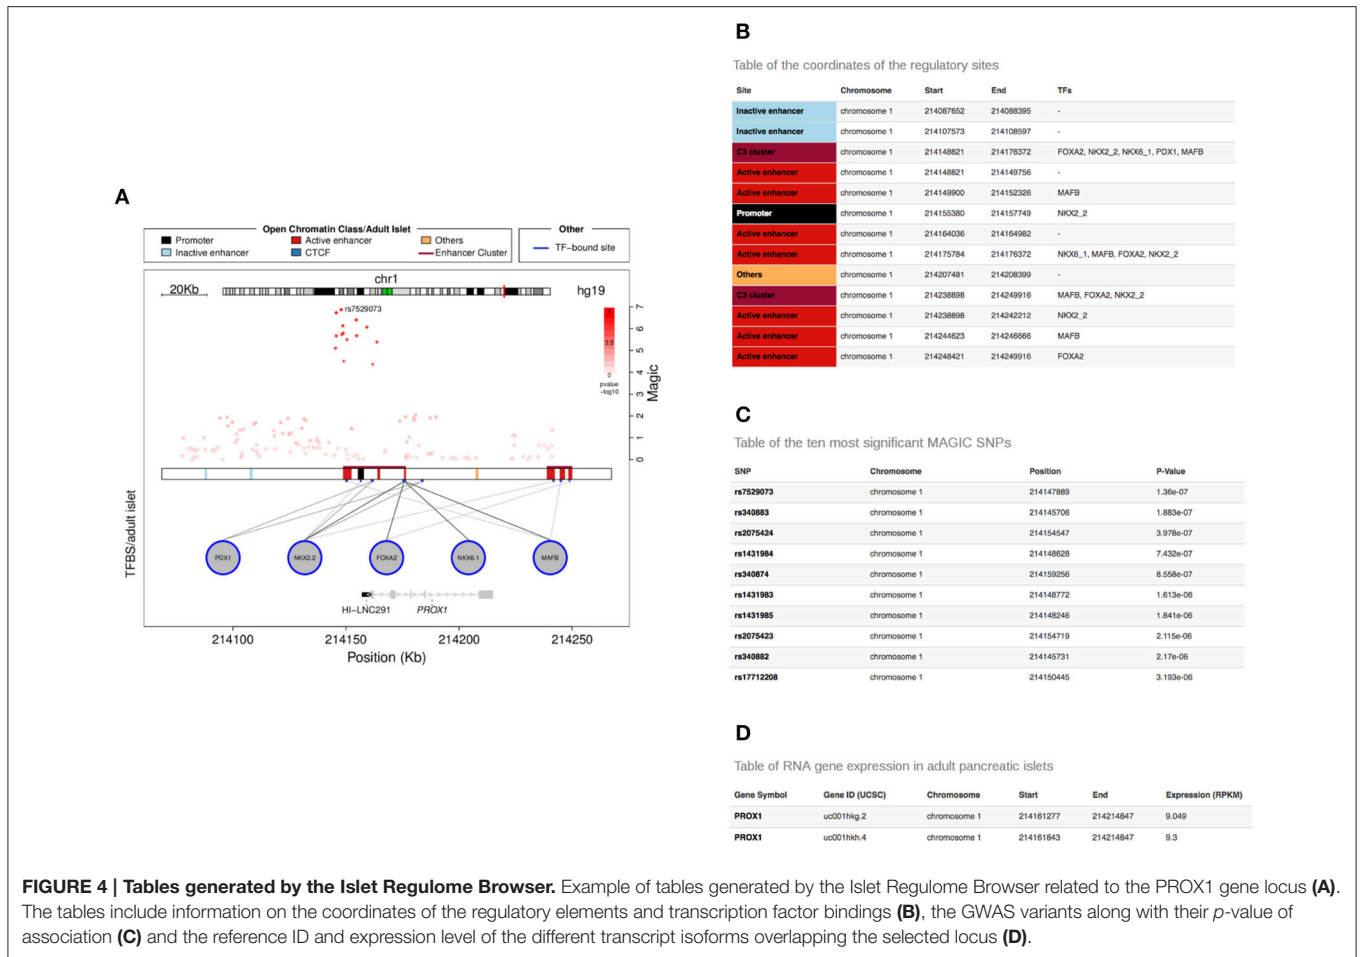 A
Open Chromatin Class/Adult Islet
Promoter Active enhancer Others
Inactive enhancer CTCF Enhancer Cluster
Other
TF-bound site
20Kb chr1 hg19
rs7529073
7
6
5
4
3
2
1
0
Magic
3.5
0
pvalue
-log10
TFBS/adult islet
PDX1 NKX2.2 FOXA2 NKX6.1 MAFB
HI-LNC291 PROX1
214100 214150 214200 214250
Position (Kb)
B
Table of the coordinates of the regulatory sites
Site Chromosome Start End TFs
Inactive enhancer chromosome 1 214087652 214088395 -
Inactive enhancer chromosome 1 214107573 214108597 -
C3 cluster chromosome 1 214148821 214176372 FOXA2, NKX2_2, NKX6_1, PDX1, MAFB
Active enhancer chromosome 1 214148821 214149756 -
Active enhancer chromosome 1 214149900 214152326 MAFB
Promoter chromosome 1 214155380 214157749 NKX2_2
Active enhancer chromosome 1 214164036 214164982 -
Active enhancer chromosome 1 214175784 214176372 NKX6_1, MAFB, FOXA2, NKX2_2
Others chromosome 1 214207481 214208399 -
C3 cluster chromosome 1 214238898 214249916 MAFB, FOXA2, NKX2_2
Active enhancer chromosome 1 214238898 214242212 NKX2_2
Active enhancer chromosome 1 214244623 214246666 MAFB
Active enhancer chromosome 1 214248421 214249916 FOXA2
C
Table of the ten most significant MAGIC SNPs
SNP Chromosome Position P-Value
rs7529073 chromosome 1 214147889 1.36e-07
rs340883 chromosome 1 214145706 1.883e-07
rs2075424 chromosome 1 214154547 3.978e-07
rs1431984 chromosome 1 214148628 7.432e-07
rs340874 chromosome 1 214159256 8.558e-07
rs1431983 chromosome 1 214148772 1.613e-06
rs1431985 chromosome 1 214148246 1.841e-06
rs2075423 chromosome 1 214154719 2.115e-06
rs340882 chromosome 1 214145731 2.17e-06
rs17712208 chromosome 1 214150445 3.193e-06
D
Table of RNA gene expression in adult pancreatic islets
Gene Symbol Gene ID (UCSC) Chromosome Start End Expression (RPKM)
PROX1 uc001hkg.2 chromosome 1 214161277 214214847 9.049
PROX1 uc001hkh.4 chromosome 1 214161843 214214847 9.3
FIGURE 4 | Tables generated by the Islet Regulome Browser. Example of tables generated by the Islet Regulome Browser related to the PROX1 gene locus (A).
The tables include information on the coordinates of the regulatory elements and transcription factor bindings (B), the GWAS variants along with their p-value of
association (C) and the reference ID and expression level of the different transcript isoforms overlapping the selected locus (D).